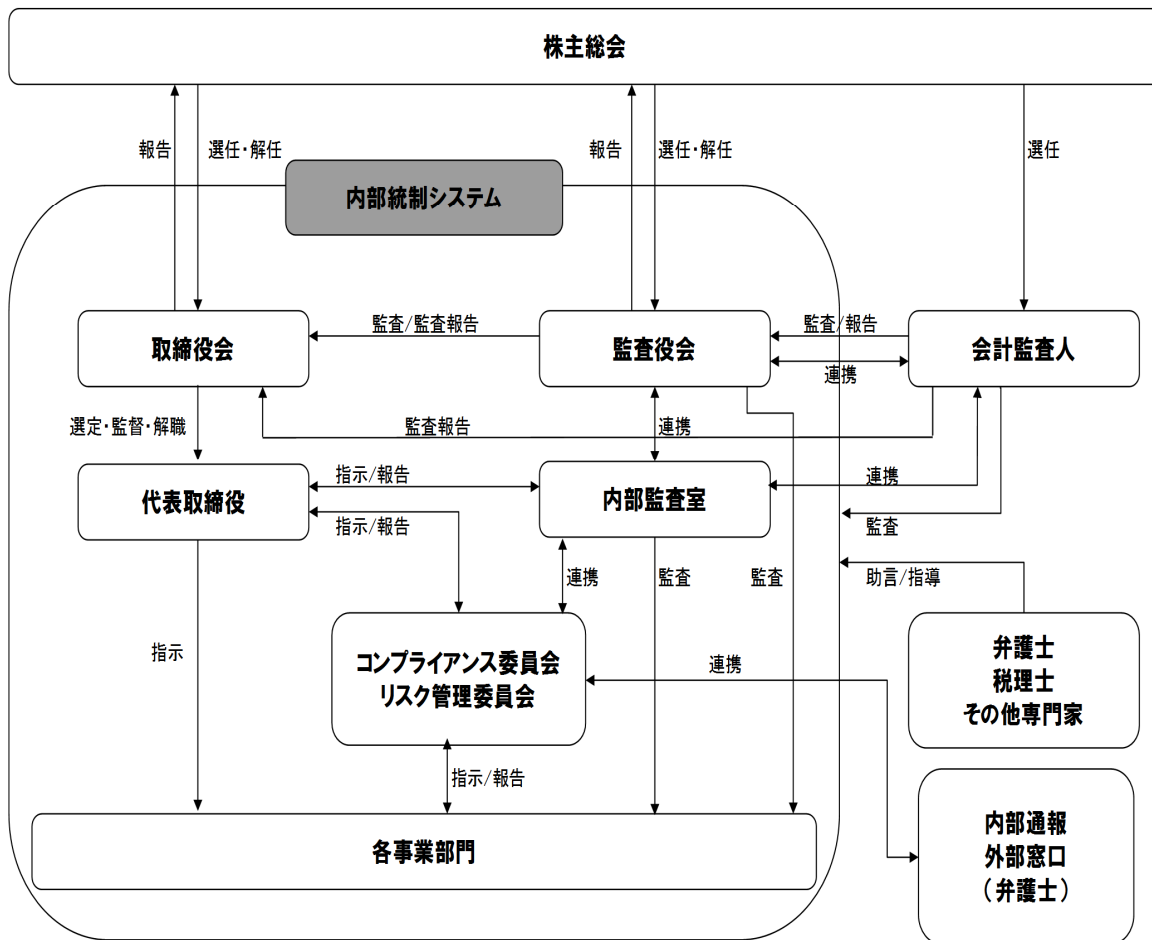 株主総会
報告
選任・解任
報告
選任・解任
選任
内部統制システム
取締役会
監査/監査報告
監査役会
監査/報告
連携
会計監査人
選定・監督・解職
監査報告
連携
代表取締役
指示/報告
指示/報告
内部監査室
連携
監査
連携
監査
監査
助言/指導
指示
コンプライアンス委員会
リスク管理委員会
連携
弁護士
税理士
その他専門家
指示/報告
各事業部門
内部通報
外部窓口
（弁護士）